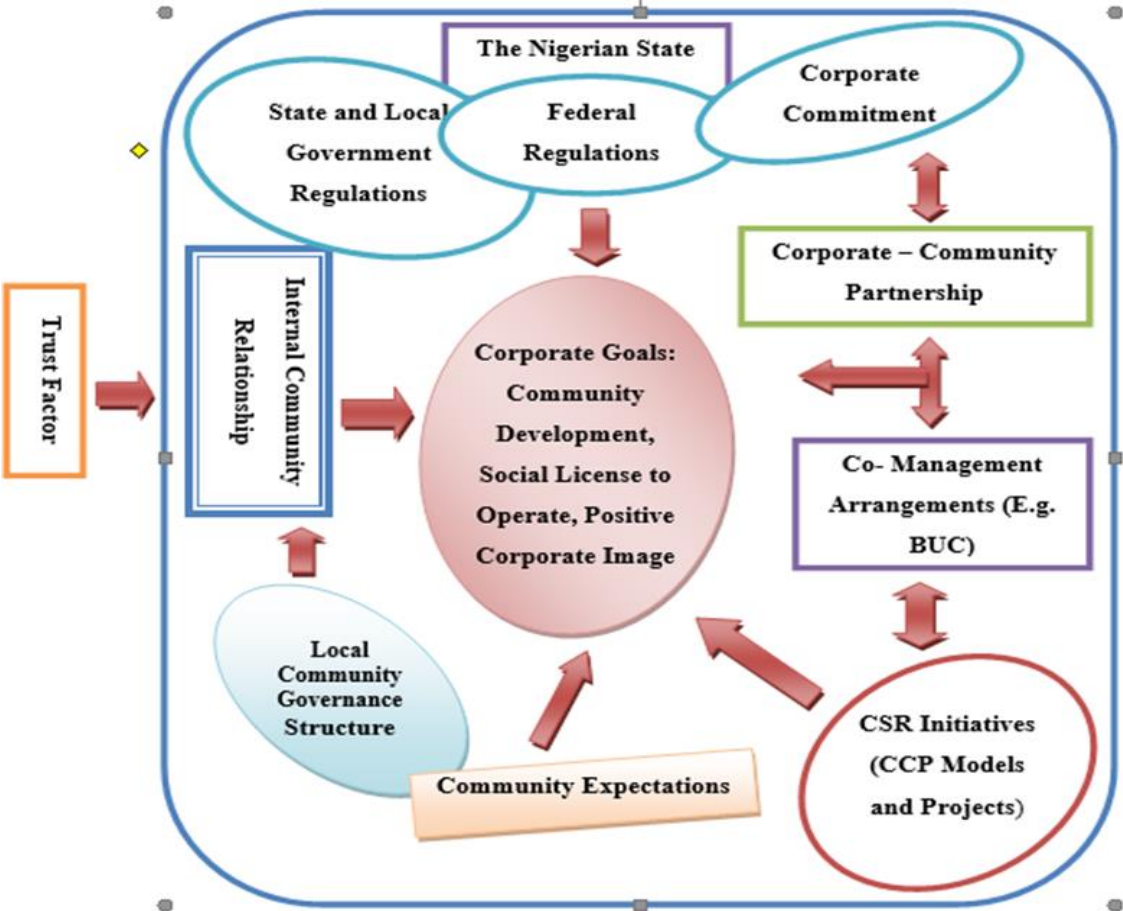 The Nigerian State
State and Local
Government
Regulations
Federal
Regulations
Corporate
Commitment
Corporate – Community
Partnership
Trust Factor
Internal Community
Relationship
Corporate Goals:
Community
Development,
Social License to
Operate, Positive
Corporate Image
Co- Management
Arrangements (E.g.
BUC)
Local
Community
Governance
Structure
Community Expectations
CSR Initiatives
(CCP Models
and Projects)